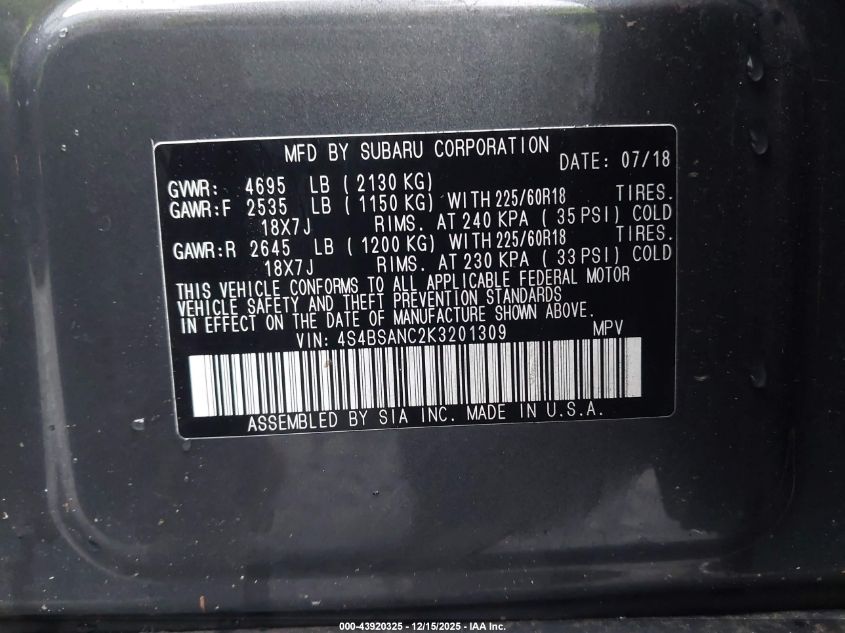 MFD BY SUBARU CORPORATION DATE: 07/18
GVWR: 4695 LB ( 2130 KG)
GAWR:F 2535 LB ( 1150 KG) WITH 225/60R18 TIRES.
18X7J RIMS. AT 240 KPA ( 35 PSI) COLD
GAWR:R 2645 LB ( 1200 KG) WITH 225/60R18 TIRES.
18X7J RIMS. AT 230 KPA ( 33 PSI) COLD
THIS VEHICLE CONFORMS TO ALL APPLICABLE FEDERAL MOTOR
VEHICLE SAFETY AND THEFT PREVENTION STANDARDS
IN EFFECT ON THE DATE OF MANUFACTURE SHOWN ABOVE.
VIN: 4S4BSANC2K3201309 MPV
ASSEMBLED BY SIA INC. MADE IN U.S.A.
000-43920325 - 12/15/2025 - IAA Inc.